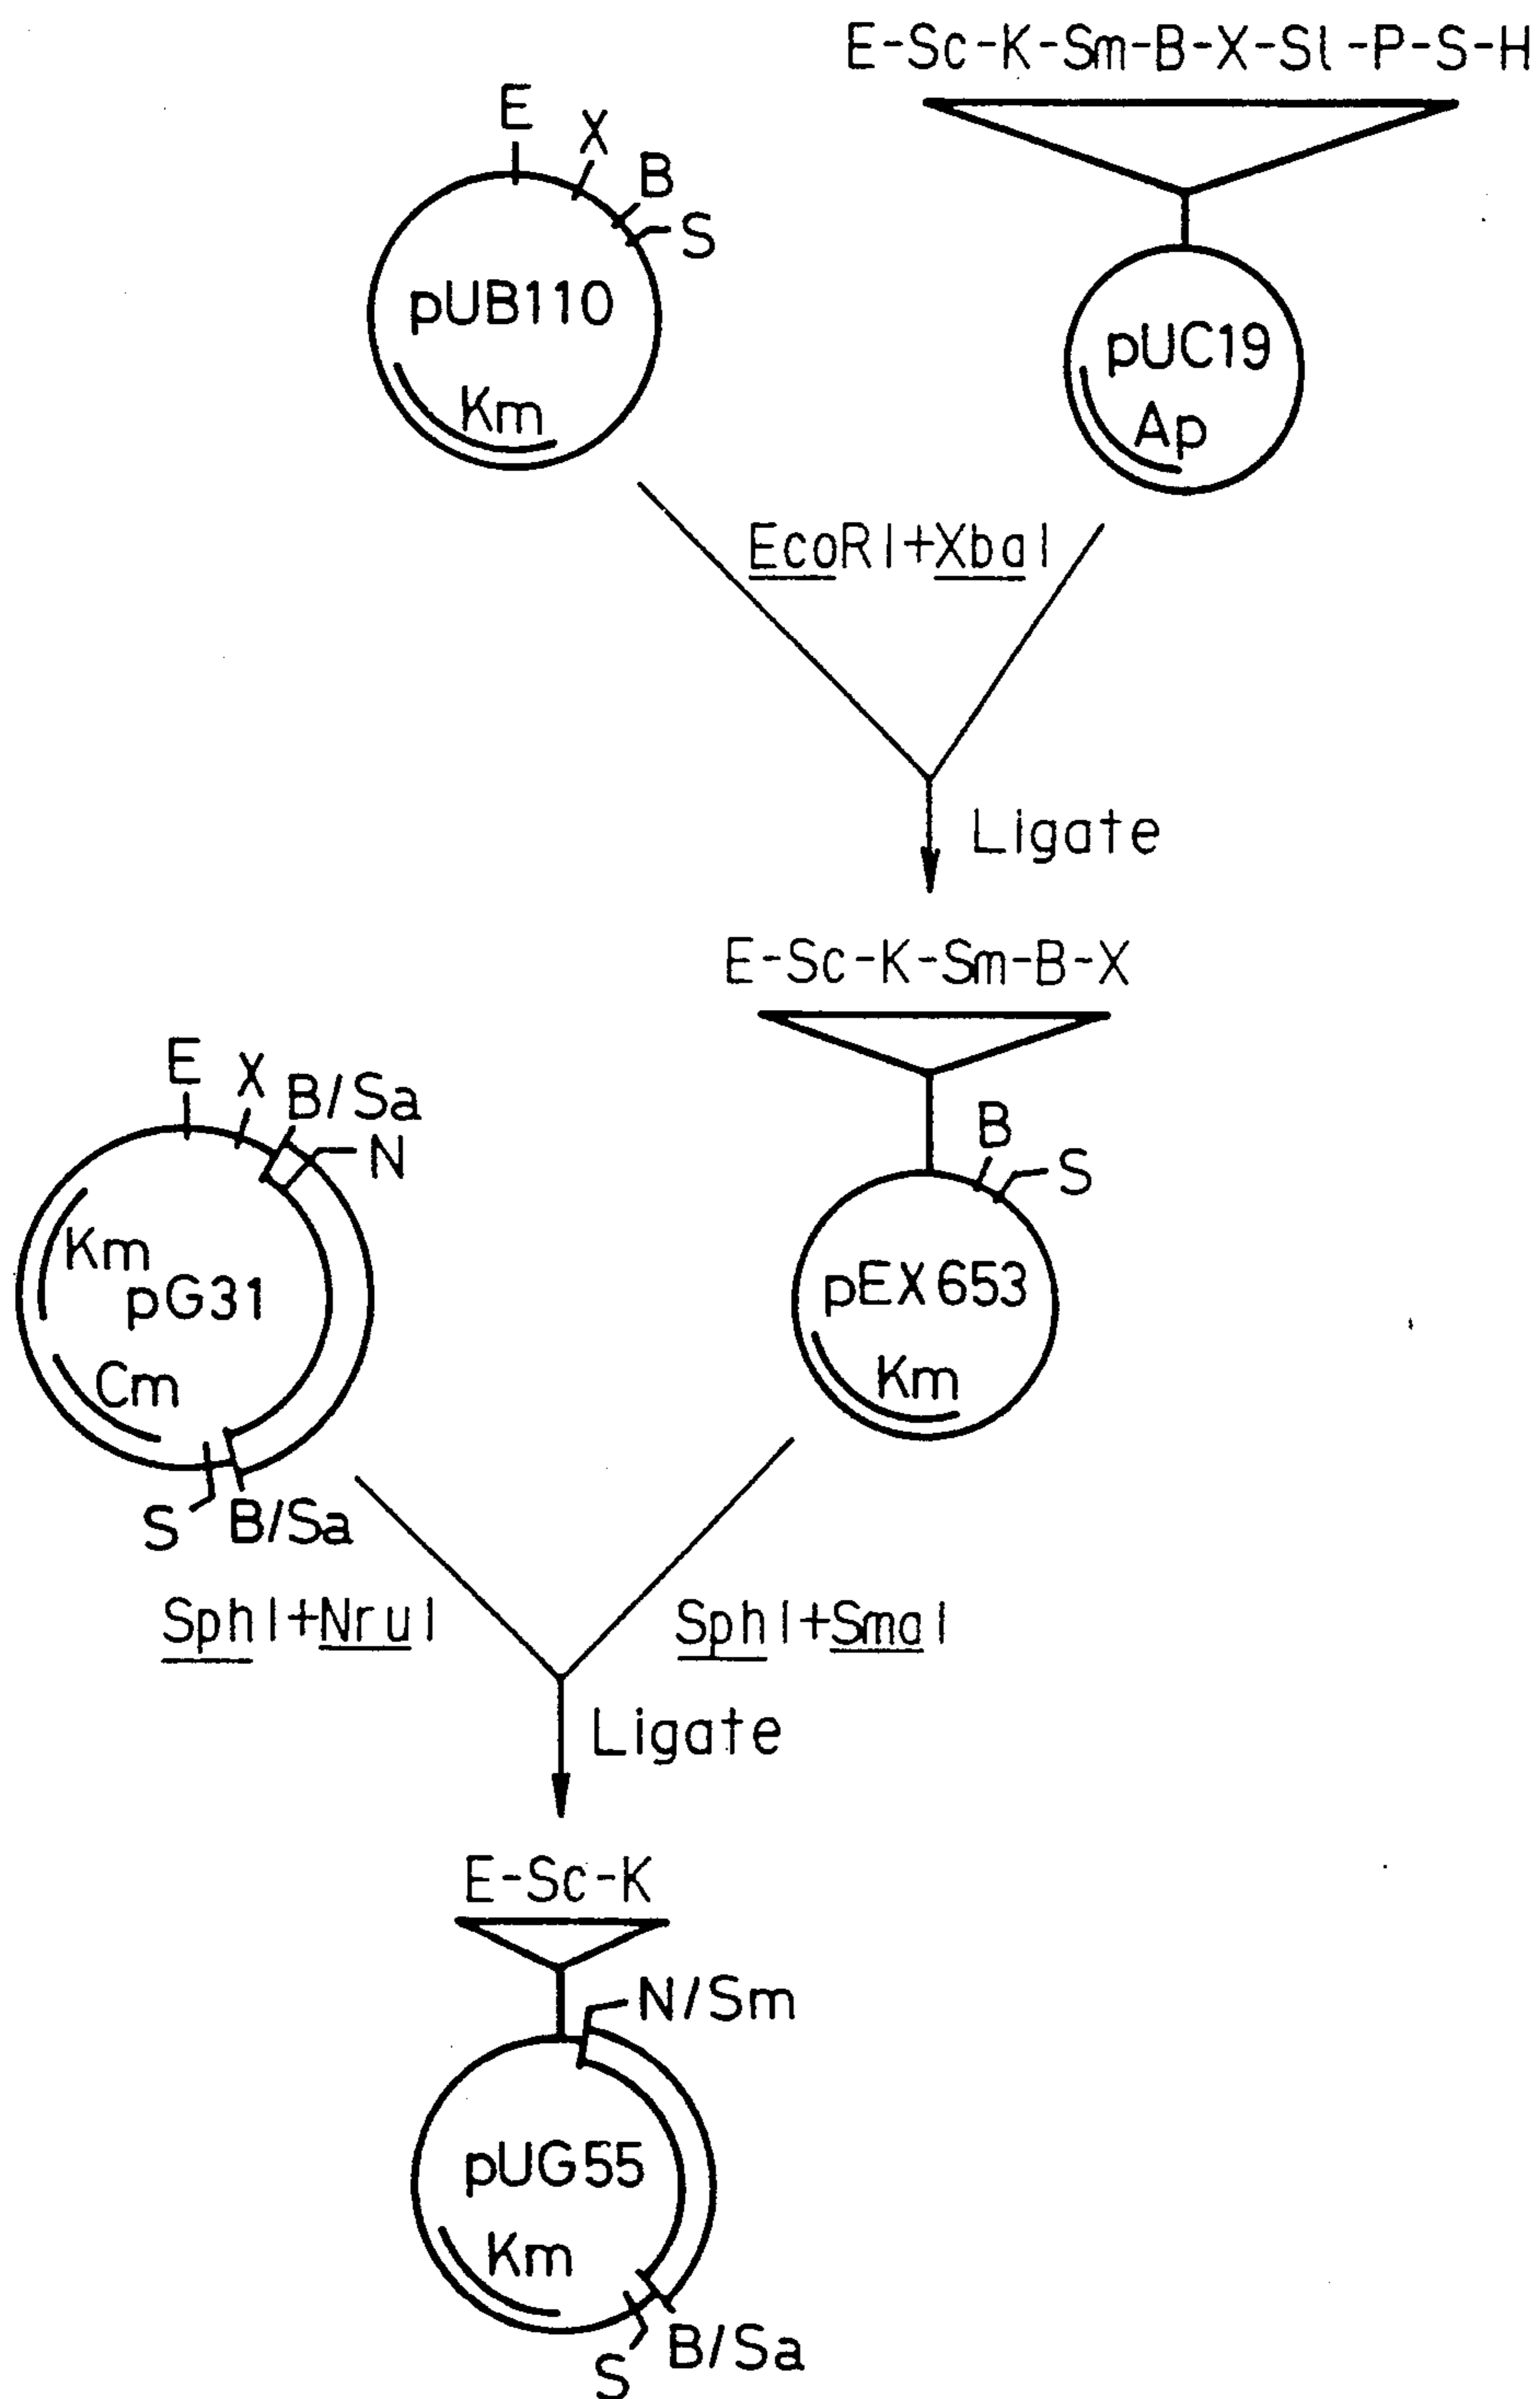 E-Sc-K-Sm-B-X-Sl-P-S-H
E
X
B
S
pUB110
Km
pUC19
Ap
EcoRI+XbaI
Ligate
E-Sc-K-Sm-B-X
E
X
B/Sa
N
Km
pG31
Cm
S
B/Sa
B
S
pEX653
Km
SphI+NruI
SphI+SmaI
Ligate
E-Sc-K
N/Sm
pUG55
Km
S
B/Sa